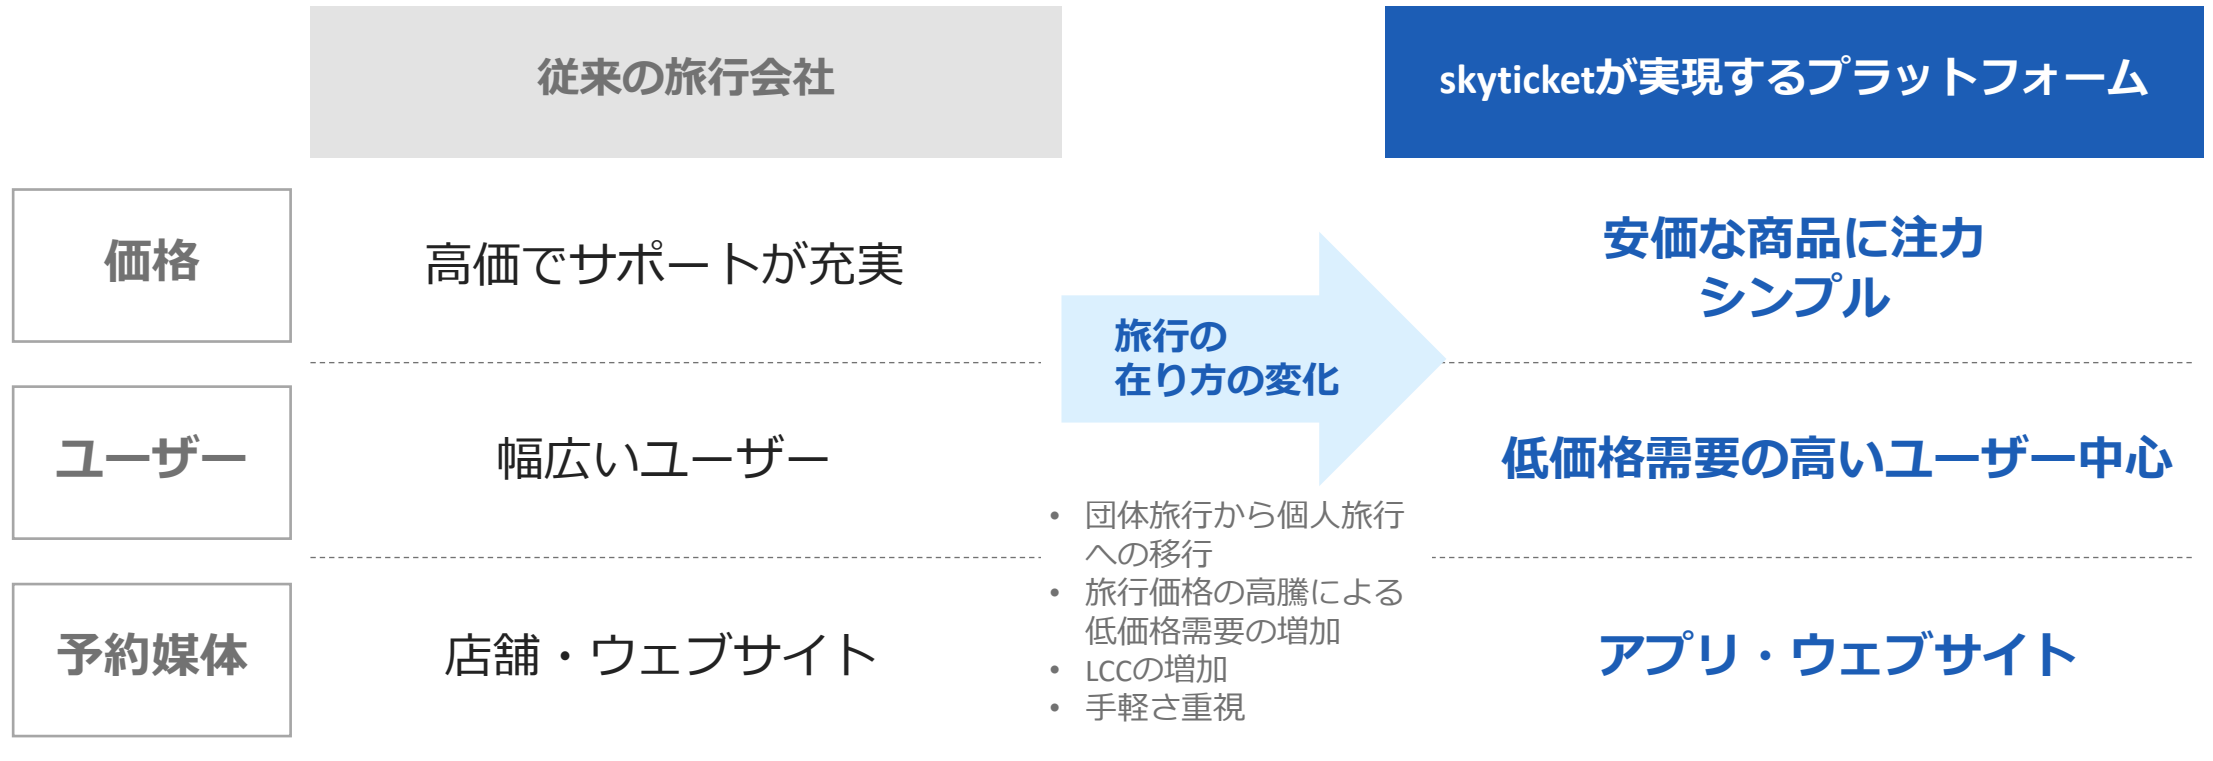 従来の旅行会社
skyticketが実現するプラットフォーム
価格
高価でサポートが充実
安価な商品に注力
シンプル
旅行の
在り方の変化
ユーザー
幅広いユーザー
低価格需要の高いユーザー中心
• 団体旅行から個人旅行
への移行
• 旅行価格の高騰による
低価格需要の増加
• LCCの増加
• 手軽さ重視
予約媒体
店舗・ウェブサイト
アプリ・ウェブサイト